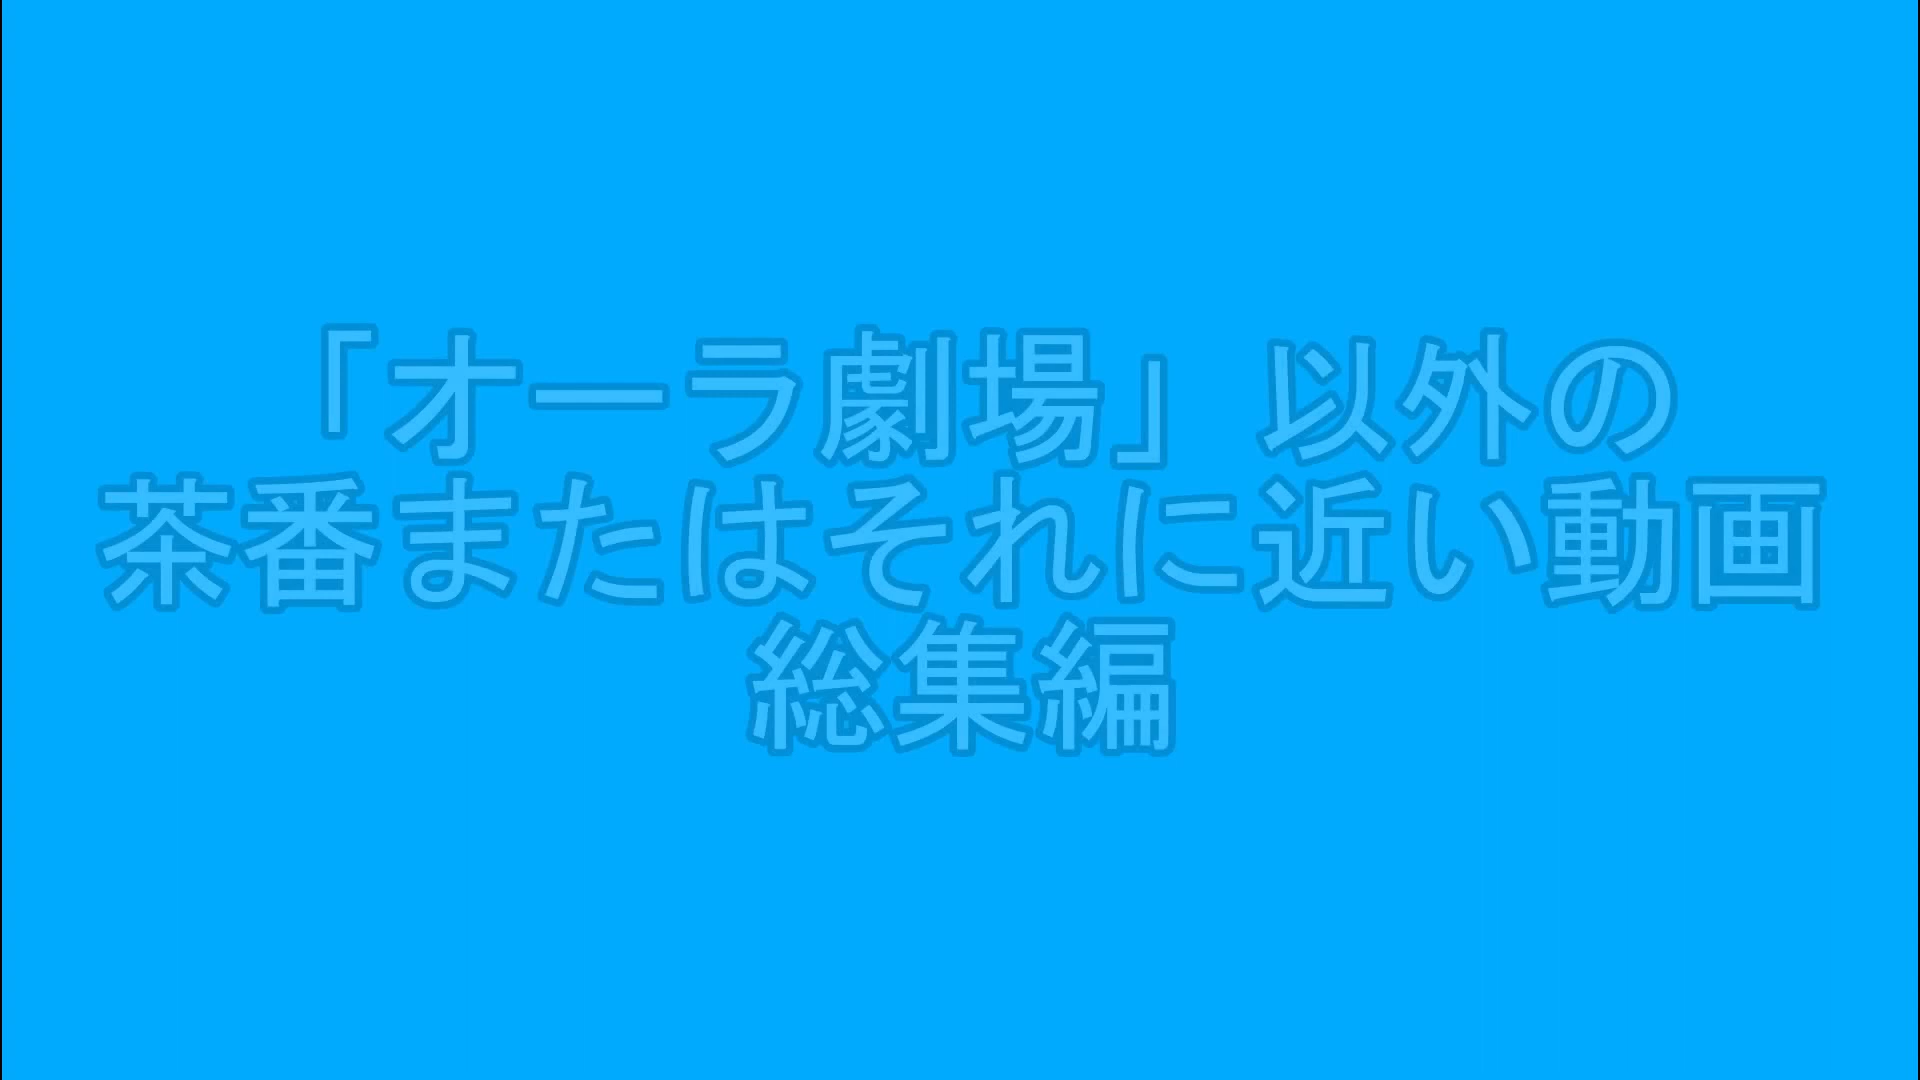 「オーラ劇場」以外の
茶番またはそれに近い動画
総集編